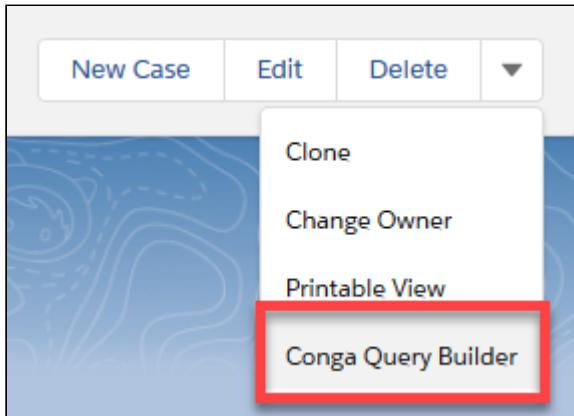 New Case Edit Delete
Clone
Change Owner
Printable View
Conga Query Builder